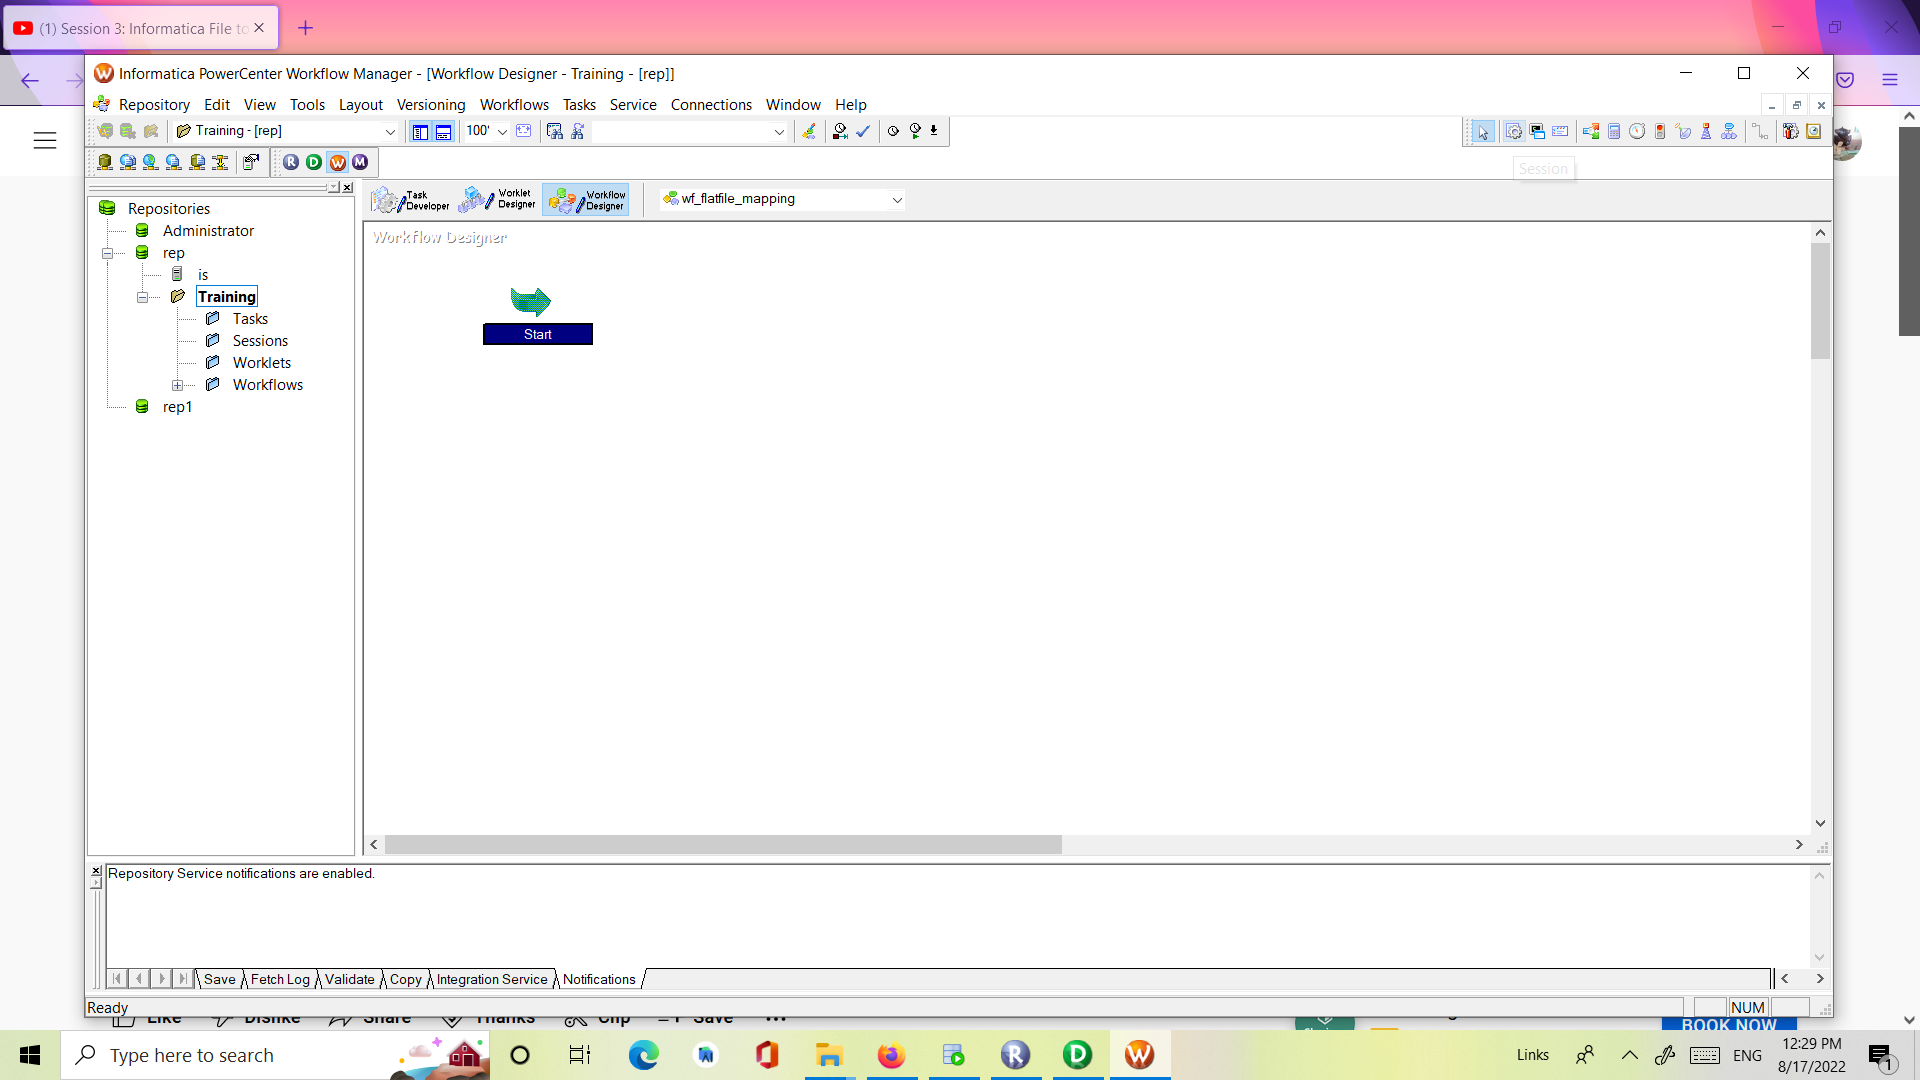 (1) Session 3: Informatica File to
Informatica PowerCenter Workflow Manager - [Workflow Designer - Training - [rep]]
Repository Edit View Tools Layout Versioning Workflows Tasks Service Connections Window Help
Training - [rep]
100'
R D W M
Session
Task Developer
Worklet Designer
Workflow Designer
wf_flatfile_mapping
Repositories
Administrator
rep
is
Training
Tasks
Sessions
Worklets
Workflows
rep1
Workflow Designer
Start
Repository Service notifications are enabled.
Save Fetch Log Validate Copy Integration Service Notifications
Ready
NUM
Like Dislike Share Thanks Clip Save
BOOK NOW
Type here to search
R D W
Links
ENG
12:29 PM
8/17/2022
1